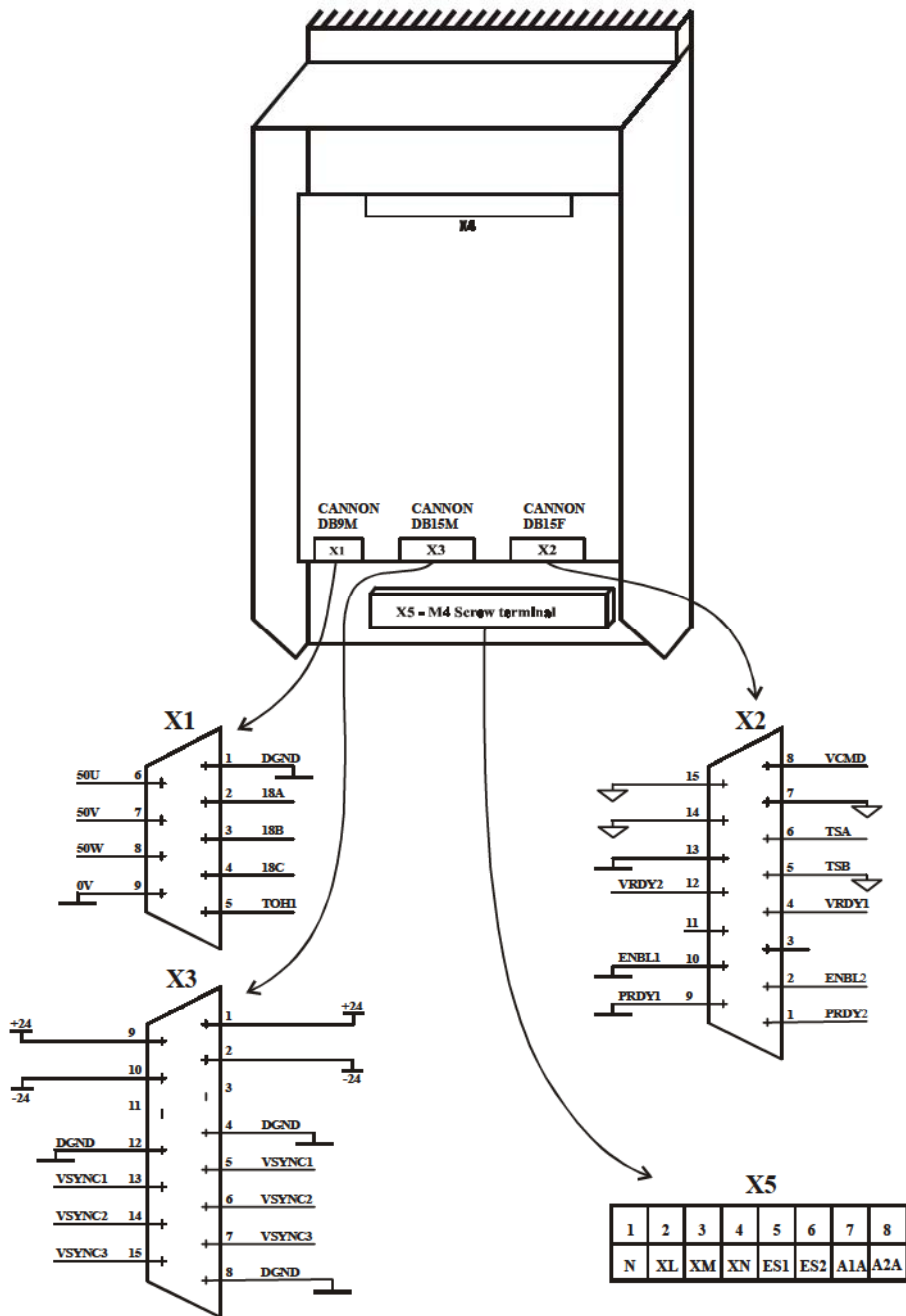 X4
CANNON CANNON CANNON
DB9M DB15M DB15F
X1 X3 X2
X5 - M4 Screw terminal
X1
1 DGND
50U 6
2 18A
50V 7
3 18B
50W 8
4 18C
0V 9
5 TOH1
X2
8 VCMD
15
7
14
6 TSA
13
5 TSB
VRDY2 12
4 VRDY1
11
3
ENBL1 10
2 ENBL2
PRDY1 9
1 PRDY2
X3
1 +24
+24 9
2 -24
-24 10
3
11
4 DGND
DGND 12
5 VSYNC1
VSYNC1 13
6 VSYNC2
VSYNC2 14
7 VSYNC3
VSYNC3 15
8 DGND
X5
1 2 3 4 5 6 7 8
N XL XM XN ES1 ES2 A1A A2A